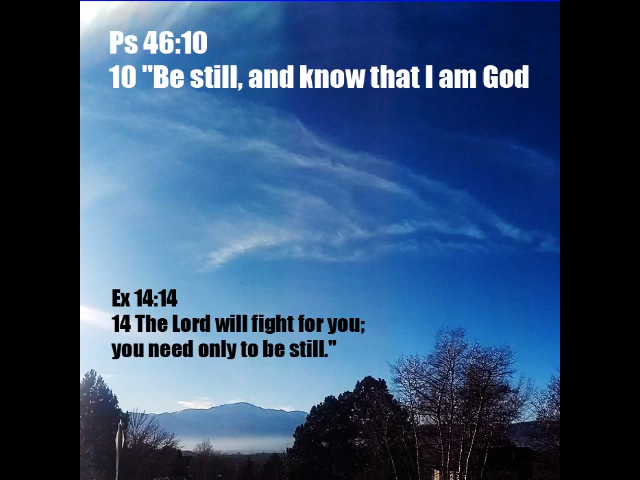 Ps 46:10
10 "Be still, and know that I am God
Ex 14:14
14 The Lord will fight for you;
you need only to be still."